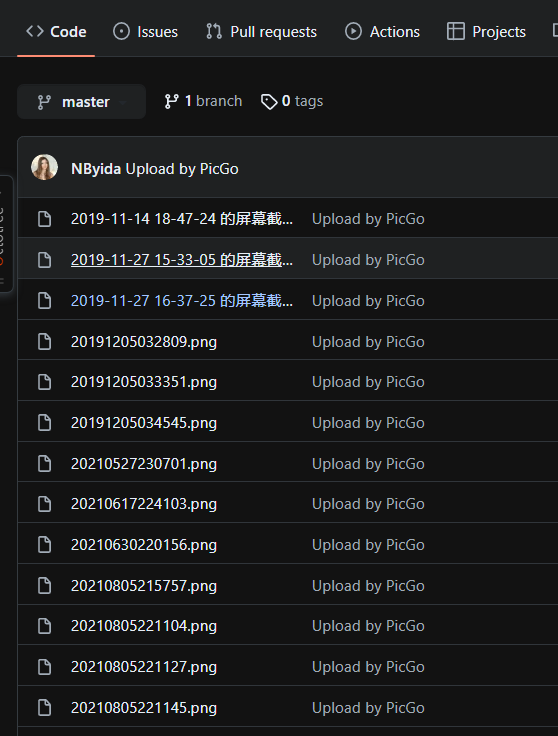 Code Issues Pull requests Actions Projects
master 1 branch 0 tags
NByida Upload by PicGo
2019-11-14 18-47-24 的屏幕截... Upload by PicGo
2019-11-27 15-33-05 的屏幕截... Upload by PicGo
2019-11-27 16-37-25 的屏幕截... Upload by PicGo
20191205032809.png Upload by PicGo
20191205033351.png Upload by PicGo
20191205034545.png Upload by PicGo
20210527230701.png Upload by PicGo
20210617224103.png Upload by PicGo
20210630220156.png Upload by PicGo
20210805215757.png Upload by PicGo
20210805221104.png Upload by PicGo
20210805221127.png Upload by PicGo
20210805221145.png Upload by PicGo